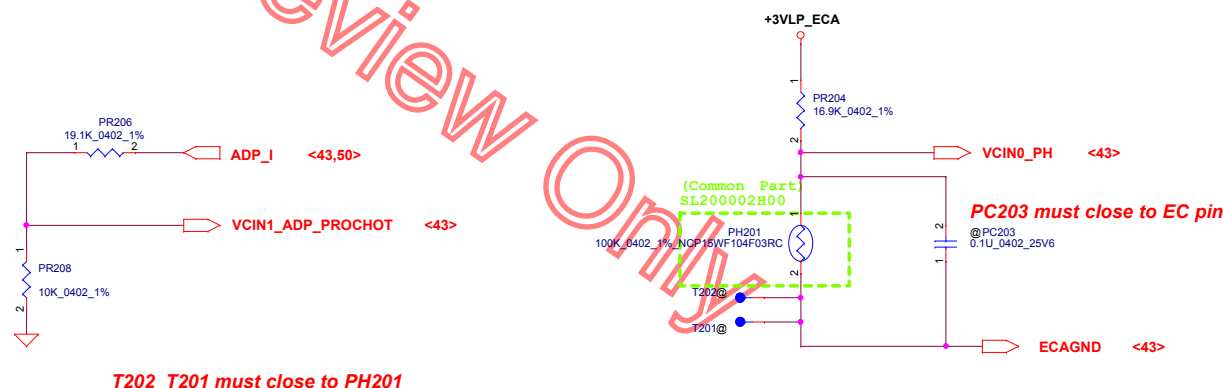 eview Only
+3VLP_ECA
1
PR204
16.9K_0402_1%
2
PR206
19.1K_0402_1%
1
2
ADP_I <43,50>
VCIN0_PH <43>
(Common Part)
SL200002H00
PC203 must close to EC pin
VCIN1_ADP_PROCHOT <43>
1
PH201
100K_0402_1%_NCP15WF104F03RC
2
2
@PC203
0.1U_0402_25V6
1
1
PR208
10K_0402_1%
2
T202@
T201@
ECAGND <43>
T202 T201 must close to PH201